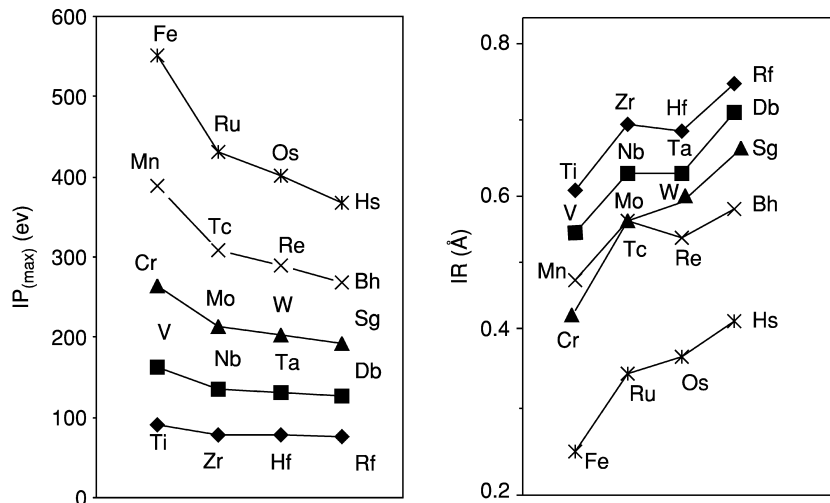 600
500
400
300
200
100
0
IP(max) (ev)
Fe
Ru
Os
Hs
Mn
Tc
Re
Bh
Cr
Mo
W
Sg
V
Nb
Ta
Db
Ti
Zr
Hf
Rf
0.8
0.6
0.4
0.2
IR (Å)
Ti
Zr
Hf
Rf
V
Nb
Ta
Db
Mn
Mo
W
Sg
Tc
Re
Bh
Cr
Ru
Os
Hs
Fe